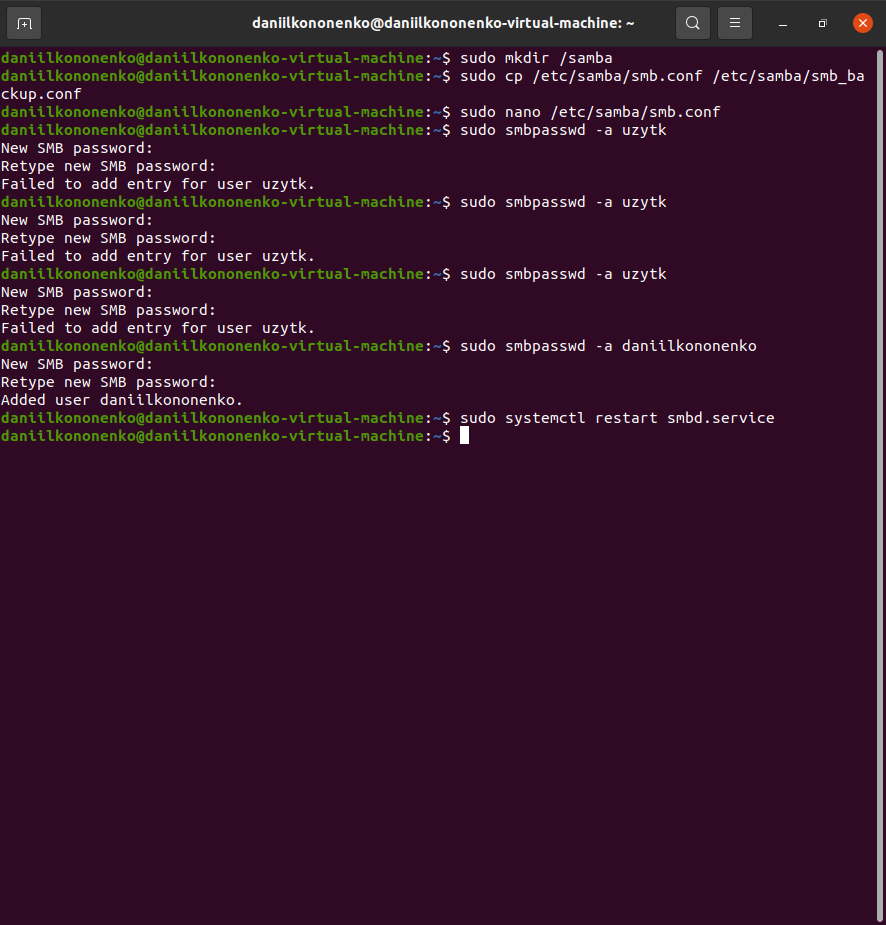 daniilkononenko@daniilkononenko-virtual-machine: ~
daniilkononenko@daniilkononenko-virtual-machine:~$ sudo mkdir /samba
daniilkononenko@daniilkononenko-virtual-machine:~$ sudo cp /etc/samba/smb.conf /etc/samba/smb_ba
ckup.conf
daniilkononenko@daniilkononenko-virtual-machine:~$ sudo nano /etc/samba/smb.conf
daniilkononenko@daniilkononenko-virtual-machine:~$ sudo smbpasswd -a uzytk
New SMB password:
Retype new SMB password:
Failed to add entry for user uzytk.
daniilkononenko@daniilkononenko-virtual-machine:~$ sudo smbpasswd -a uzytk
New SMB password:
Retype new SMB password:
Failed to add entry for user uzytk.
daniilkononenko@daniilkononenko-virtual-machine:~$ sudo smbpasswd -a uzytk
New SMB password:
Retype new SMB password:
Failed to add entry for user uzytk.
daniilkononenko@daniilkononenko-virtual-machine:~$ sudo smbpasswd -a daniilkononenko
New SMB password:
Retype new SMB password:
Added user daniilkononenko.
daniilkononenko@daniilkononenko-virtual-machine:~$ sudo systemctl restart smbd.service
daniilkononenko@daniilkononenko-virtual-machine:~$